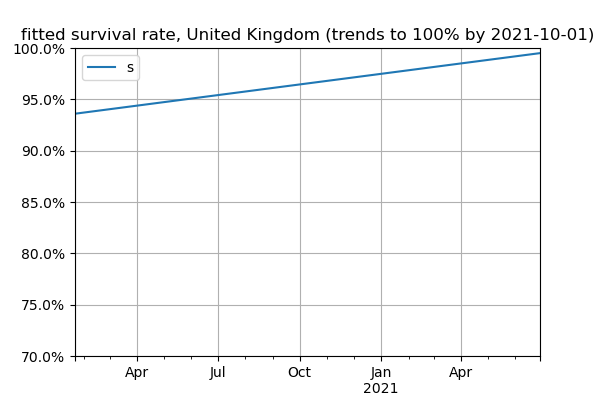 fitted survival rate, United Kingdom (trends to 100% by 2021-10-01)
100.0%
s
95.0%
90.0%
85.0%
80.0%
75.0%
70.0%
Apr Jul Oct Jan Apr
2021